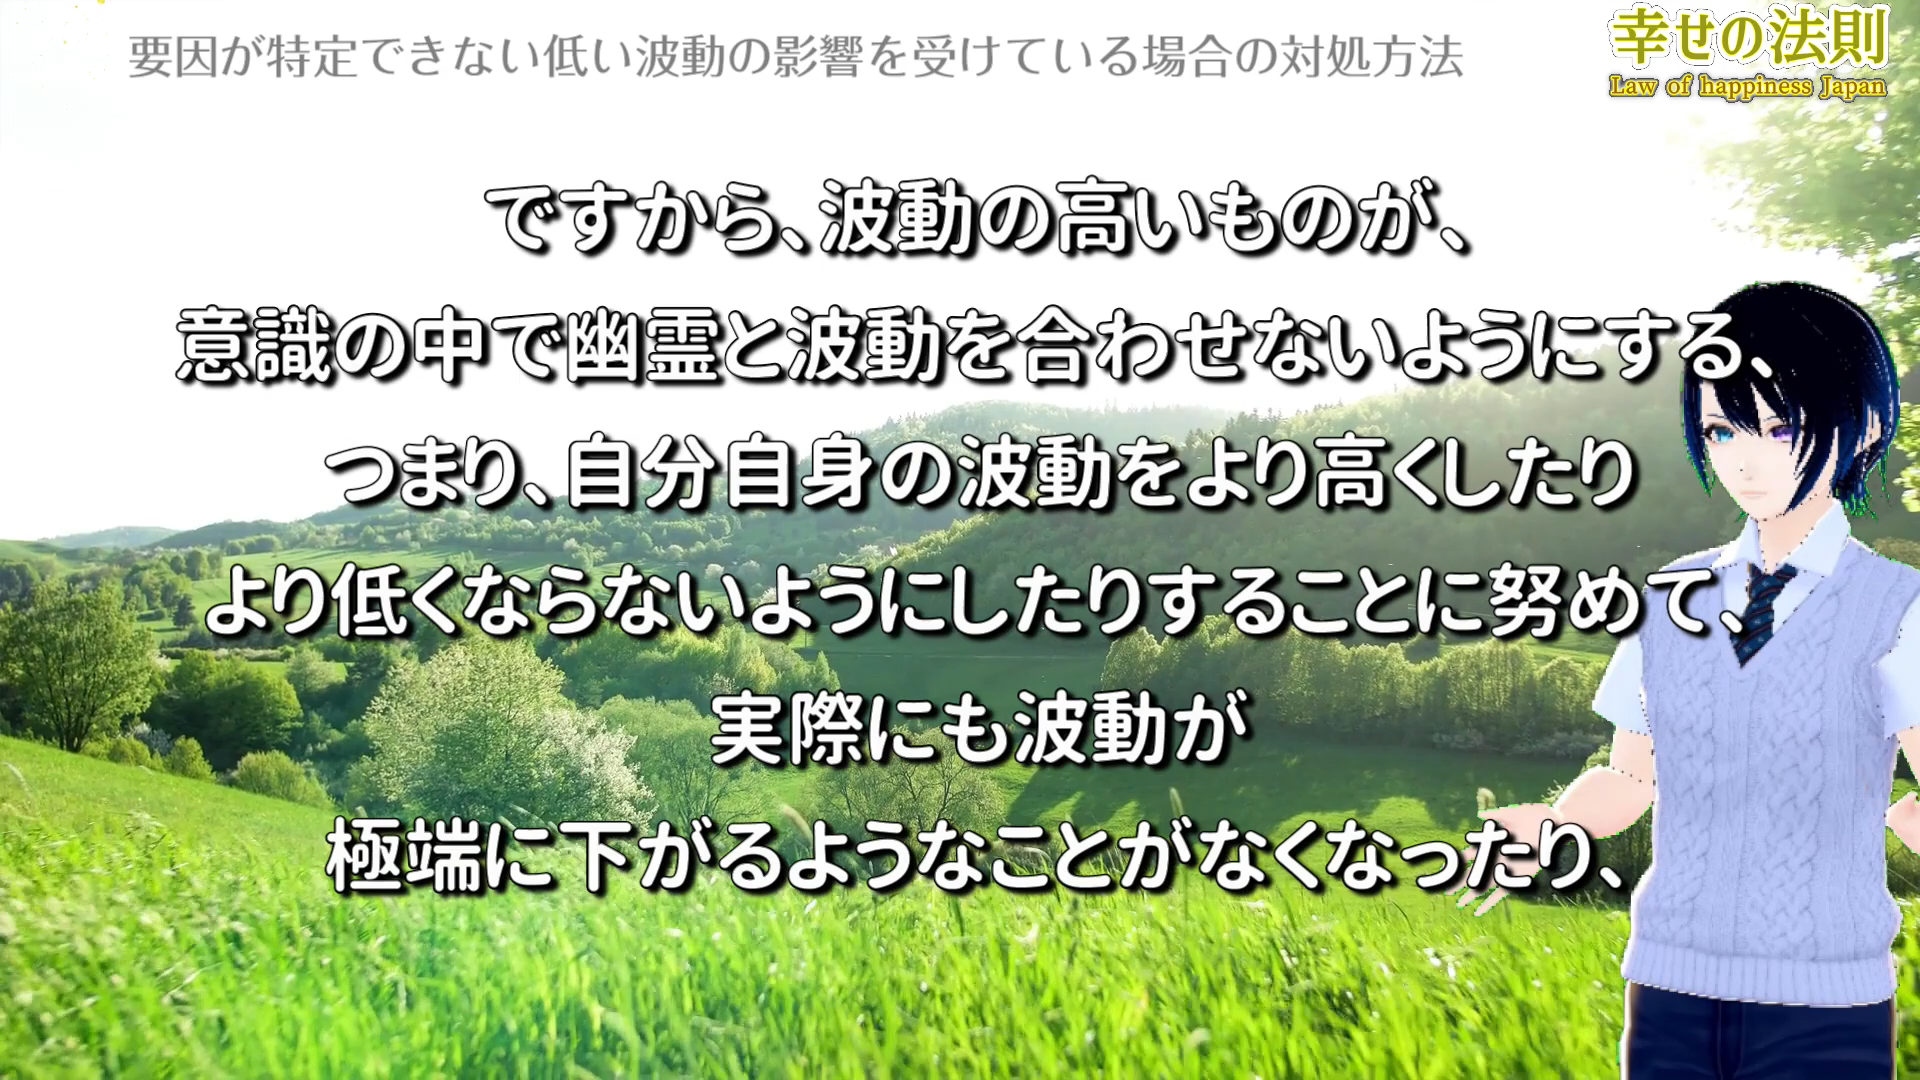 要因が特定できない低い波動の影響を受けている場合の対処方法
幸せの法則
Law of happiness Japan
ですから、波動の高いものが、
意識の中で幽霊と波動を合わせないようにする、
つまり、自分自身の波動をより高くしたり
より低くならないようにしたりすることに努めて、
実際にも波動が
極端に下がるようなことがなくなったり、